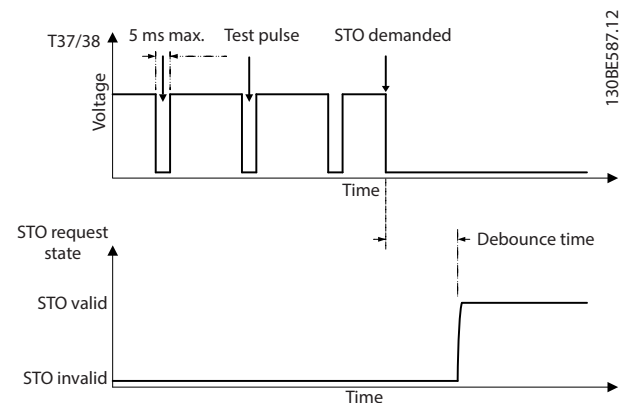 T37/38
5 ms max.
Test pulse
STO demanded
130BE587.12
Voltage
Time
STO request
state
Debounce time
STO valid
STO invalid
Time